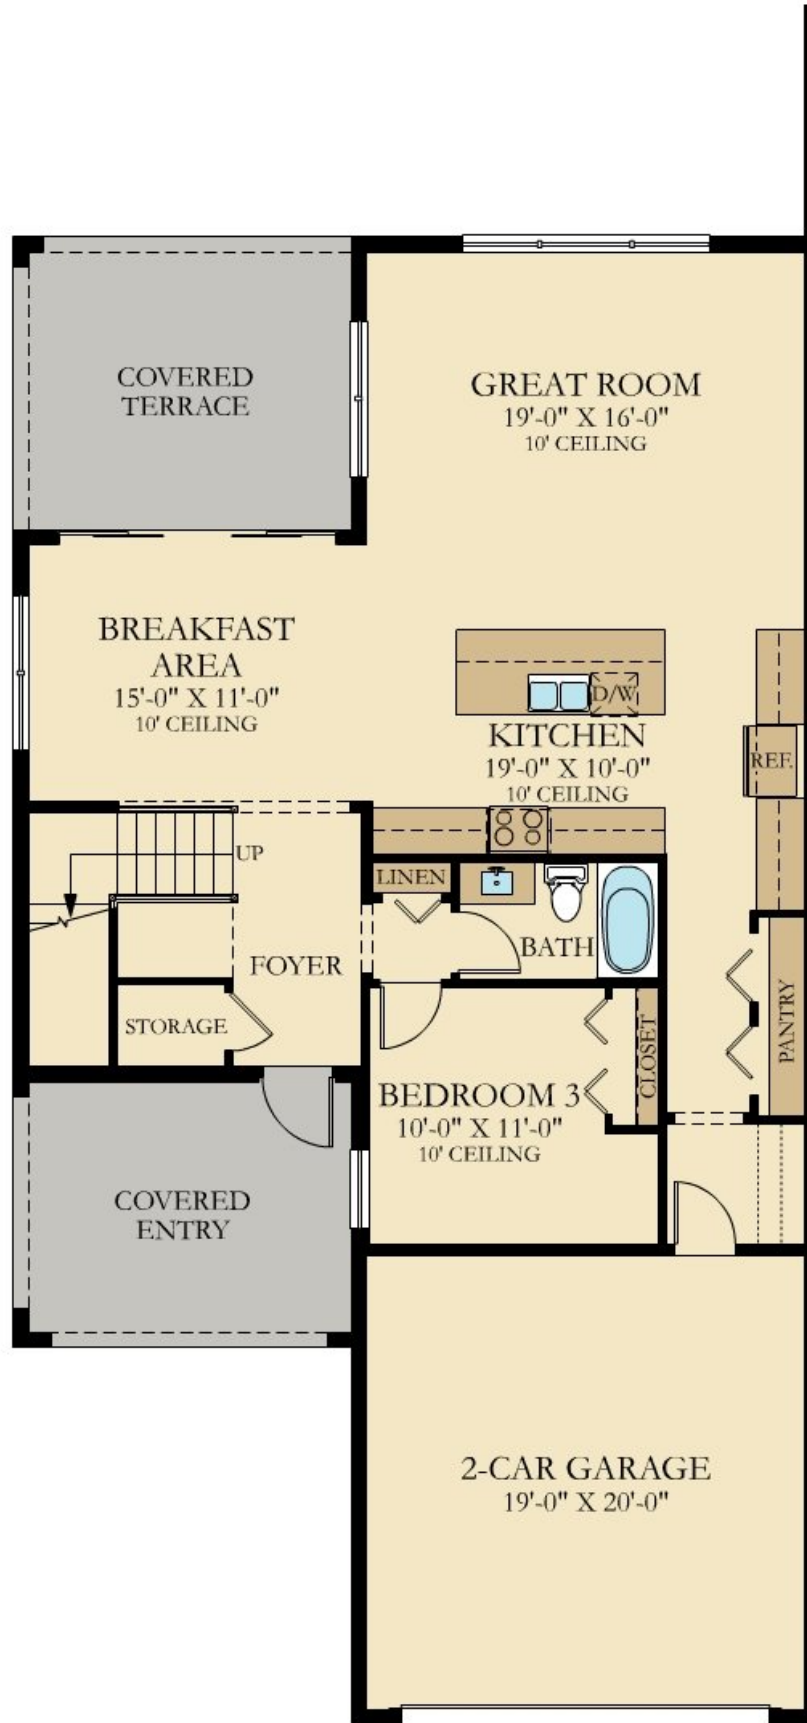 COVERED
TERRACE
GREAT ROOM
19'-0" X 16'-0"
10' CEILING
BREAKFAST
AREA
15'-0" X 11'-0"
10' CEILING
D/W
KITCHEN
19'-0" X 10'-0"
10' CEILING
REF.
UP
LINEN
BATH
FOYER
STORAGE
CLOSET
PANTRY
BEDROOM 3
10'-0" X 11'-0"
10' CEILING
COVERED
ENTRY
2-CAR GARAGE
19'-0" X 20'-0"